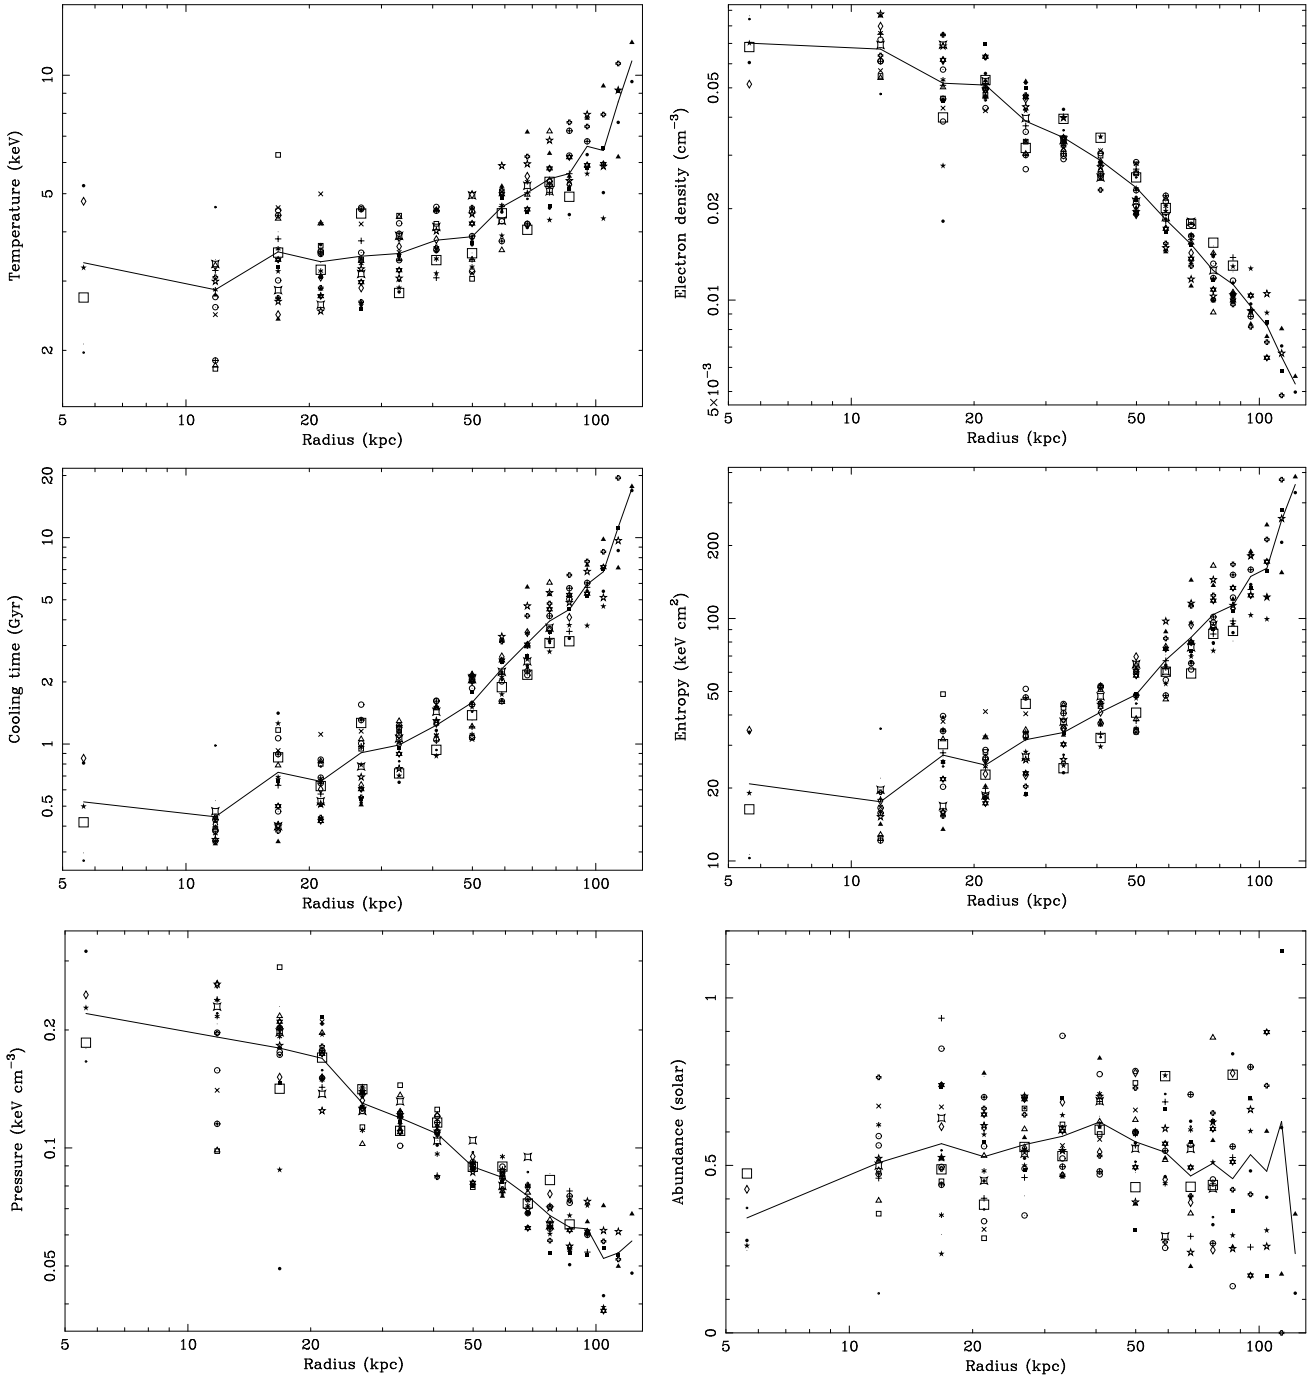 10
5
2
Temperature (keV)
5 10 20 50 100
Radius (kpc)
0.05
0.02
0.01
5×10⁻³
Electron density (cm⁻³)
5 10 20 50 100
Radius (kpc)
20
10
5
2
1
0.5
Cooling time (Gyr)
5 10 20 50 100
Radius (kpc)
200
100
50
20
10
Entropy (keV cm²)
5 10 20 50 100
Radius (kpc)
0.2
0.1
0.05
Pressure (keV cm⁻³)
5 10 20 50 100
Radius (kpc)
1
0.5
0
Abundance (solar)
5 10 20 50 100
Radius (kpc)